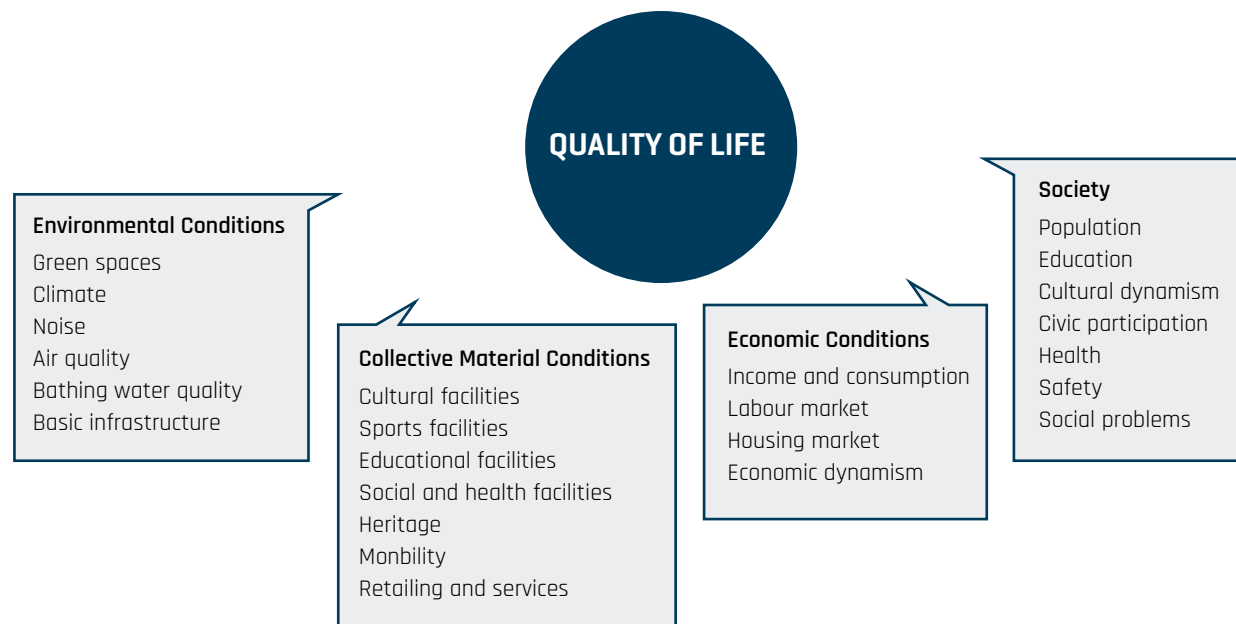 QUALITY OF LIFE
Environmental Conditions
Green spaces
Climate
Noise
Air quality
Bathing water quality
Basic infrastructure
Collective Material Conditions
Cultural facilities
Sports facilities
Educational facilities
Social and health facilities
Heritage
Monbility
Retailing and services
Economic Conditions
Income and consumption
Labour market
Housing market
Economic dynamism
Society
Population
Education
Cultural dynamism
Civic participation
Health
Safety
Social problems